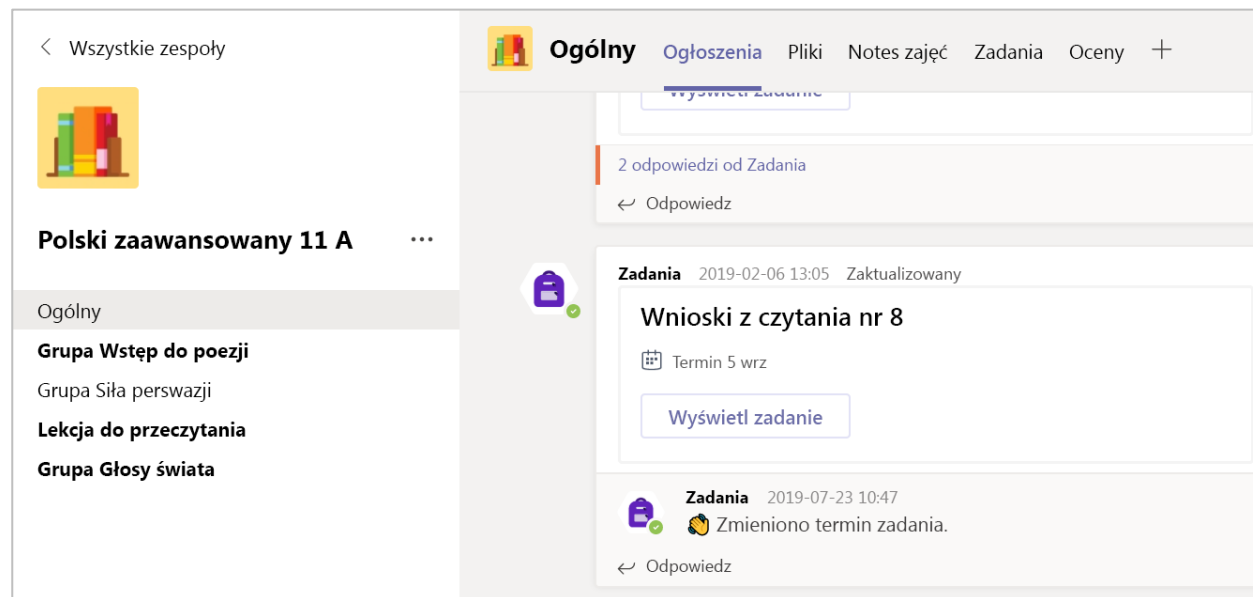 Wszystkie zespoły
Polski zaawansowany 11 A
Ogólny
Grupa Wstęp do poezji
Grupa Siła perswazji
Lekcja do przeczytania
Grupa Głosy świata
Ogólny Ogłoszenia Pliki Notes zajęć Zadania Oceny
Wyświetl zadanie
2 odpowiedzi od Zadania
Odpowiedz
Zadania 2019-02-06 13:05 Zaktualizowany
Wnioski z czytania nr 8
Termin 5 wrz
Wyświetl zadanie
Zadania 2019-07-23 10:47
Zmieniono termin zadania.
Odpowiedz